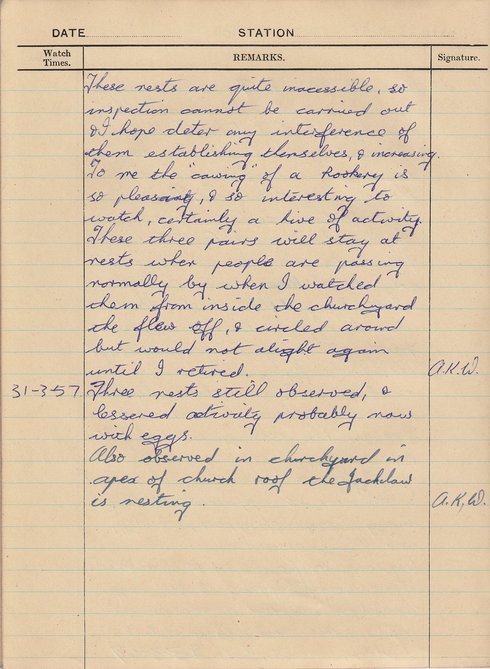 DATE STATION
Watch Times. REMARKS. Signature.
These nests are quite inaccessible, so
inspection cannot be carried out
& I hope deter any interference of
them establishing themselves, & increasing.
To me the "cawing" of a Rookery is
so pleasing, & so interesting to
watch, certainly a hive of activity.
These three pairs will stay at
nests when people are passing
normally by when I watched
them from inside the churchyard
the flew off, & circled around
but would not alight again
until I retired. A.K.W.
31-3-57 Three nests still observed, &
lessered activity probably now
with eggs.
Also observed in churchyard in
apex of church roof the Jackdaw
is nesting. A.K.W.